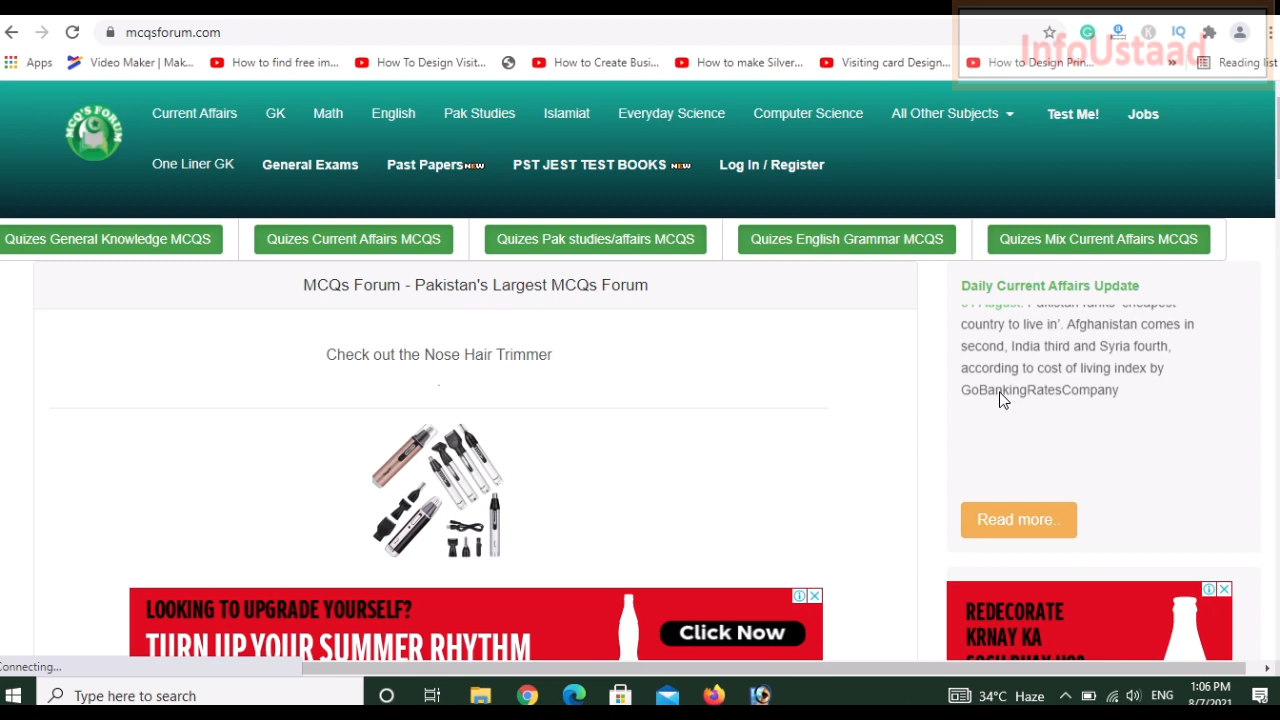 mcqsforum.com
InfoUstaad
Apps
Video Maker | Mak...
How to find free im...
How To Design Visit...
How to Create Busi...
How to make Silver...
Visiting card Design...
How to Design Prin...
»
Reading list
MCQ'S FORUM
Current Affairs
GK
Math
English
Pak Studies
Islamiat
Everyday Science
Computer Science
All Other Subjects
Test Me!
Jobs
One Liner GK
General Exams
Past Papers NEW
PST JEST TEST BOOKS NEW
Log In / Register
Quizes General Knowledge MCQS
Quizes Current Affairs MCQS
Quizes Pak studies/affairs MCQS
Quizes English Grammar MCQS
Quizes Mix Current Affairs MCQS
MCQs Forum - Pakistan's Largest MCQs Forum
Check out the Nose Hair Trimmer
.
Daily Current Affairs Update
August: Pakistan ranks 'cheapest
country to live in'. Afghanistan comes in
second, India third and Syria fourth,
according to cost of living index by
GoBankingRatesCompany
Read more..
LOOKING TO UPGRADE YOURSELF?
TURN UP YOUR SUMMER RHYTHM
Click Now
REDECORATE
KRNAY KA
Connecting...
Type here to search
34°C Haze
ENG
1:06 PM
8/7/2021